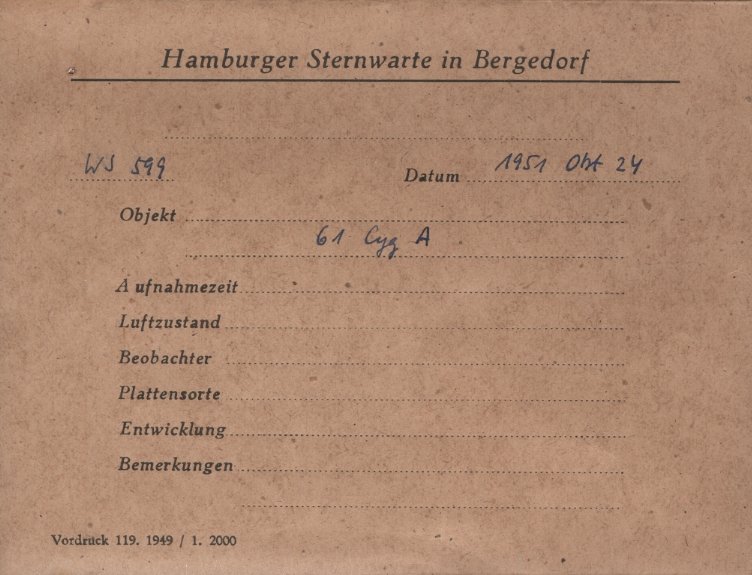 Hamburger Sternwarte in Bergedorf
WS 599 Datum 1951 Okt 24
Objekt
61 Cyg A
Aufnahmezeit
Luftzustand
Beobachter
Plattensorte
Entwicklung
Bemerkungen
Vordruck 119. 1949 / 1. 2000